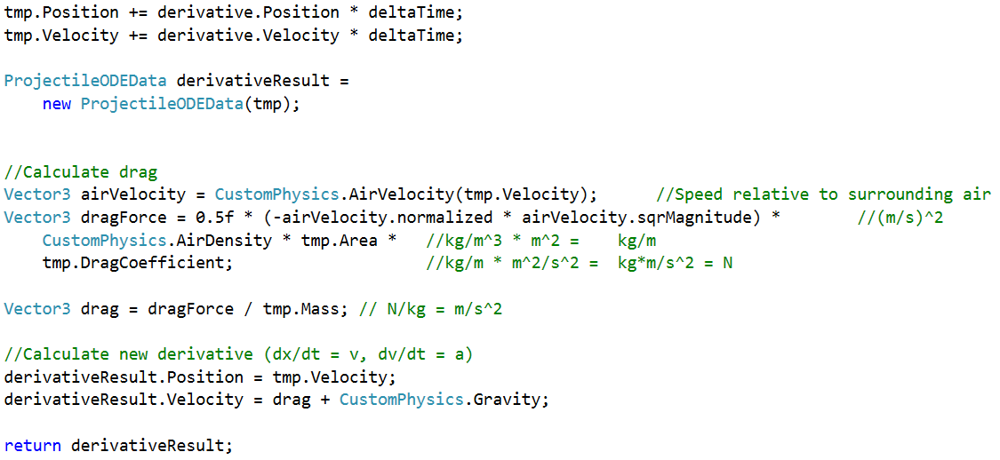 tmp.Position += derivative.Position * deltaTime;
tmp.Velocity += derivative.Velocity * deltaTime;
ProjectileODEData derivativeResult =
new ProjectileODEData(tmp);
//Calculate drag
Vector3 airVelocity = CustomPhysics.AirVelocity(tmp.Velocity); //Speed relative to surrounding air
Vector3 dragForce = 0.5f * (-airVelocity.normalized * airVelocity.sqrMagnitude) * //(m/s)^2
CustomPhysics.AirDensity * tmp.Area * //kg/m^3 * m^2 = kg/m
tmp.DragCoefficient; //kg/m * m^2/s^2 = kg*m/s^2 = N
Vector3 drag = dragForce / tmp.Mass; // N/kg = m/s^2
//Calculate new derivative (dx/dt = v, dv/dt = a)
derivativeResult.Position = tmp.Velocity;
derivativeResult.Velocity = drag + CustomPhysics.Gravity;
return derivativeResult;